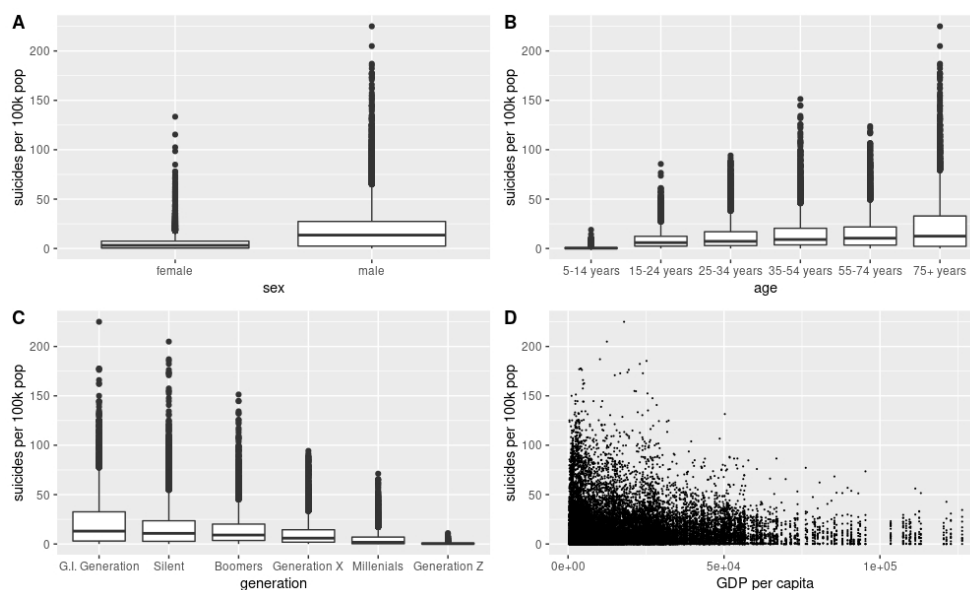 A
suicides per 100k pop
200
150
100
50
0
female male
sex
B
suicides per 100k pop
200
150
100
50
0
5-14 years 15-24 years 25-34 years 35-54 years 55-74 years 75+ years
age
C
suicides per 100k pop
200
150
100
50
0
G.I. Generation Silent Boomers Generation X Millenials Generation Z
generation
D
suicides per 100k pop
200
150
100
50
0
0e+00 5e+04 1e+05
GDP per capita